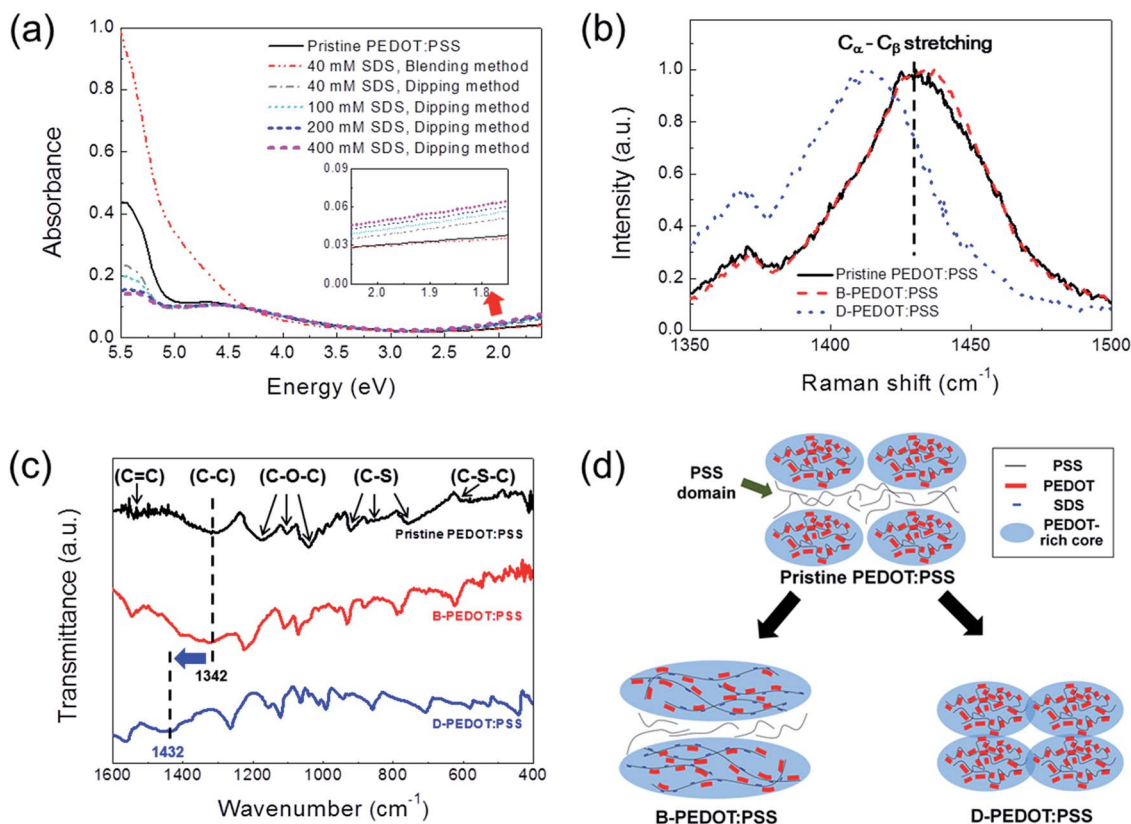 (a)
Absorbance
1.0
0.8
0.6
0.4
0.2
0.0
Pristine PEDOT:PSS
40 mM SDS, Blending method
40 mM SDS, Dipping method
100 mM SDS, Dipping method
200 mM SDS, Dipping method
400 mM SDS, Dipping method
0.09
0.06
0.03
0.00
2.0 1.9 1.8
5.5 5.0 4.5 4.0 3.5 3.0 2.5 2.0
Energy (eV)
(b)
Intensity (a.u.)
1.0
0.8
0.6
0.4
0.2
0.0
Cα - Cβ stretching
Pristine PEDOT:PSS
B-PEDOT:PSS
D-PEDOT:PSS
1350 1400 1450 1500
Raman shift (cm⁻¹)
(c)
Transmittance (a.u.)
(C=C) (C-C) (C-O-C) (C-S) (C-S-C)
Pristine PEDOT:PSS
B-PEDOT:PSS
1342
D-PEDOT:PSS
1432
1600 1400 1200 1000 800 600 400
Wavenumber (cm⁻¹)
(d)
PSS
domain
Pristine PEDOT:PSS
PSS
PEDOT
SDS
PEDOT-
rich core
B-PEDOT:PSS
D-PEDOT:PSS